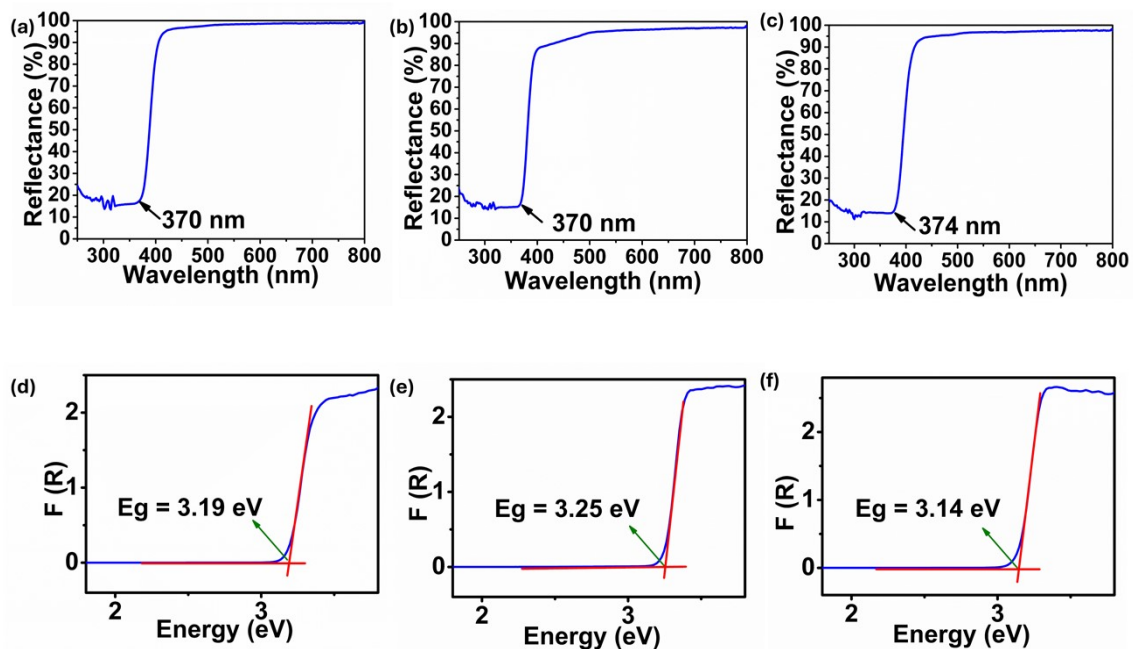 (a)
Reflectance (%)
100
90
80
70
60
50
40
30
20
10
0
370 nm
300 400 500 600 700 800
Wavelength (nm)
(b)
Reflectance (%)
100
90
80
70
60
50
40
30
20
10
0
370 nm
300 400 500 600 700 800
Wavelength (nm)
(c)
Reflectance (%)
100
90
80
70
60
50
40
30
20
10
0
374 nm
300 400 500 600 700 800
Wavelength (nm)
(d)
F (R)
2
1
0
Eg = 3.19 eV
2 3
Energy (eV)
(e)
F (R)
2
1
0
Eg = 3.25 eV
2 3
Energy (eV)
(f)
F (R)
2
1
0
Eg = 3.14 eV
2 3
Energy (eV)